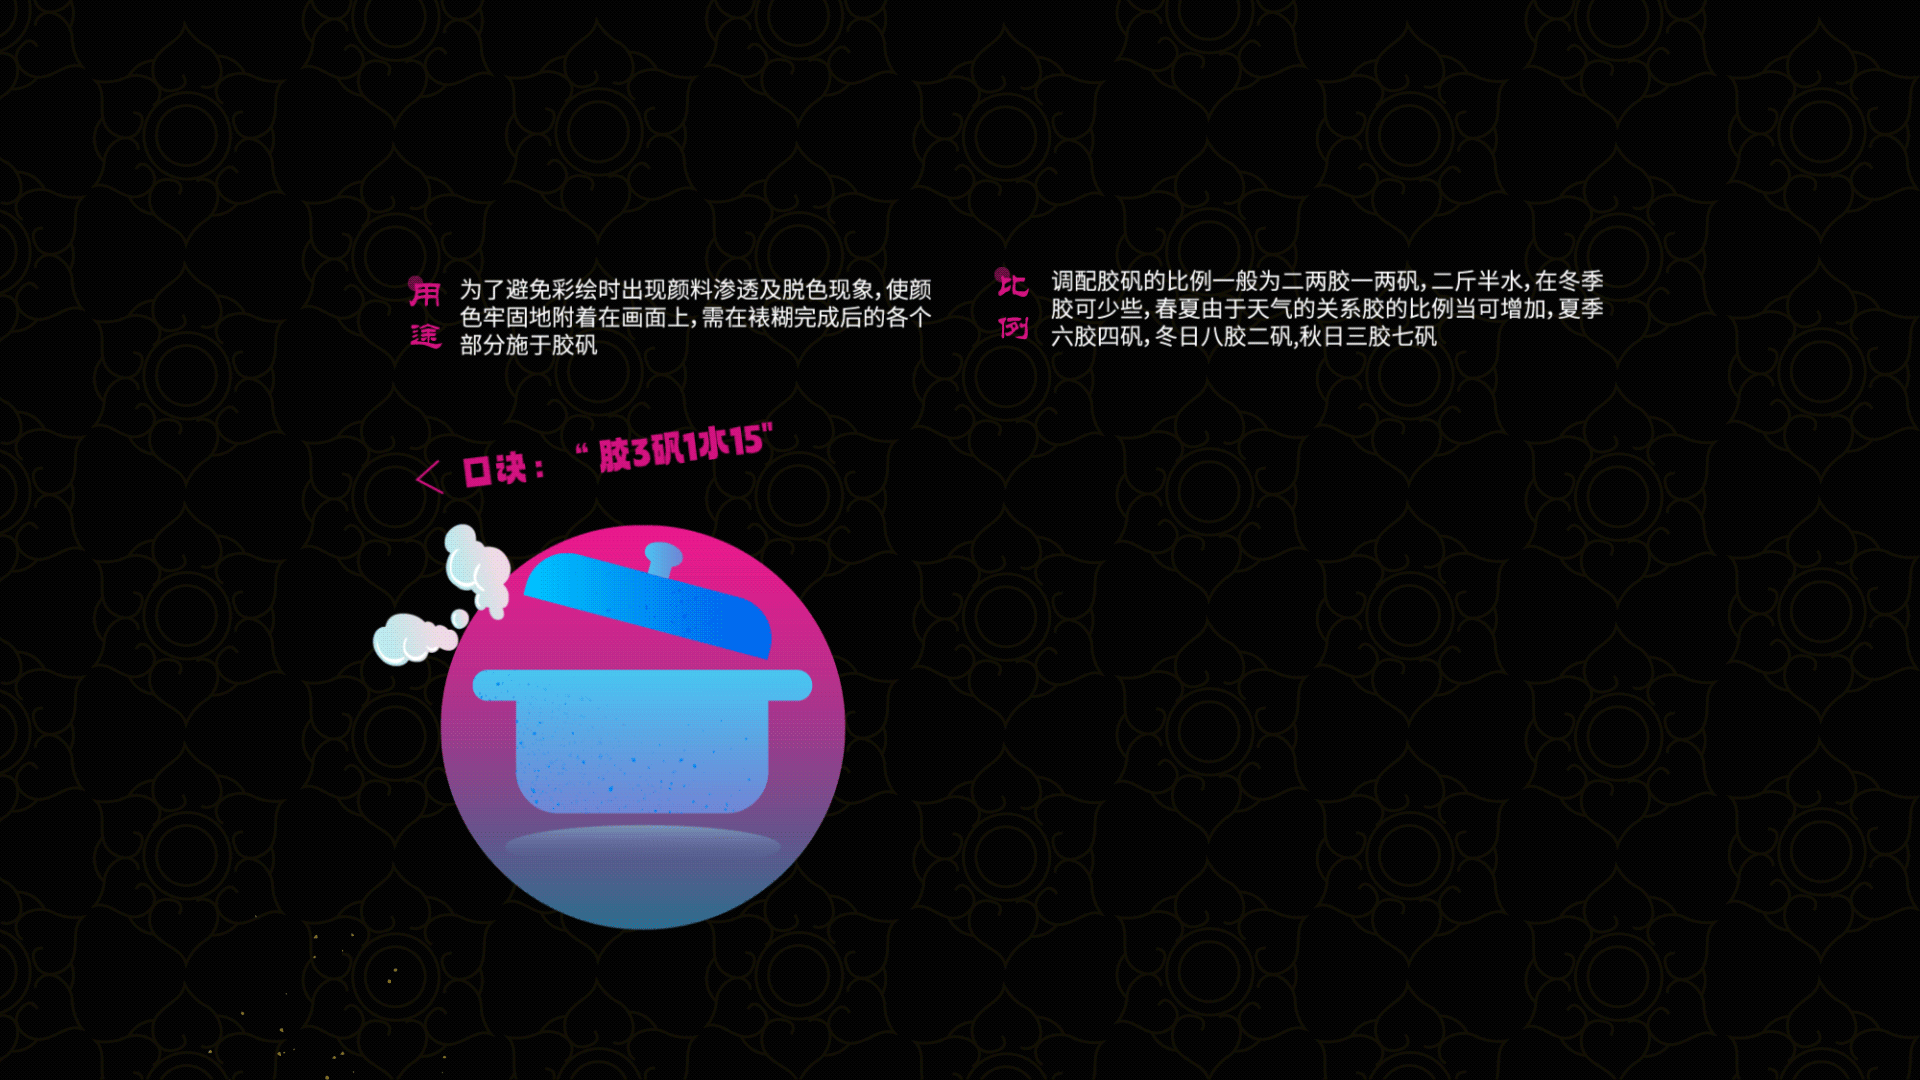 用途
为了避免彩绘时出现颜料渗透及脱色现象，使颜
色牢固地附着在画面上，需在裱糊完成后的各个
部分施于胶矾
比例
调配胶矾的比例一般为二两胶一两矾，二斤半水，在冬季
胶可少些，春夏由于天气的关系胶的比例当可增加，夏季
六胶四矾，冬日八胶二矾,秋日三胶七矾
口诀：“胶3矾1水15"